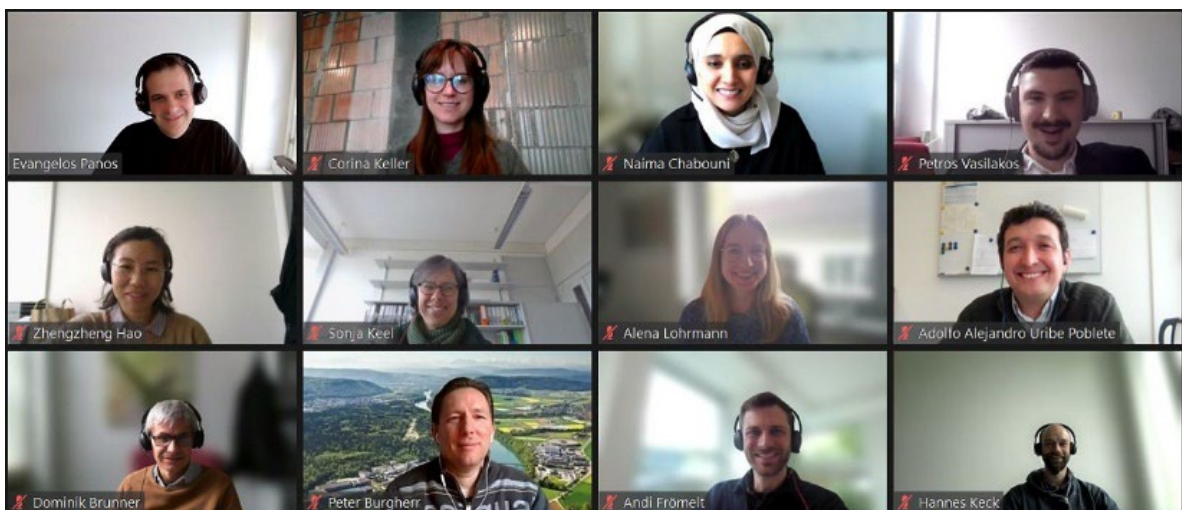 Evangelos Panos
Corina Keller
Naima Chabouni
Petros Vasilakos
Zhengzheng Hao
Sonja Keel
Alena Lohrmann
Adolfo Alejandro Uribe Poblete
Dominik Brunner
Peter Burgherr
Andi Frömelt
Hannes Keck